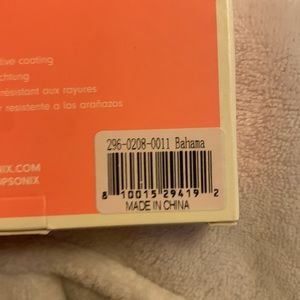 tive coating
chtung
résistant aux rayures
r resistente a los arañazos
NIX.COM
OPSONIX
296-0208-0011 Bahama
8 10015 29419 2
MADE IN CHINA